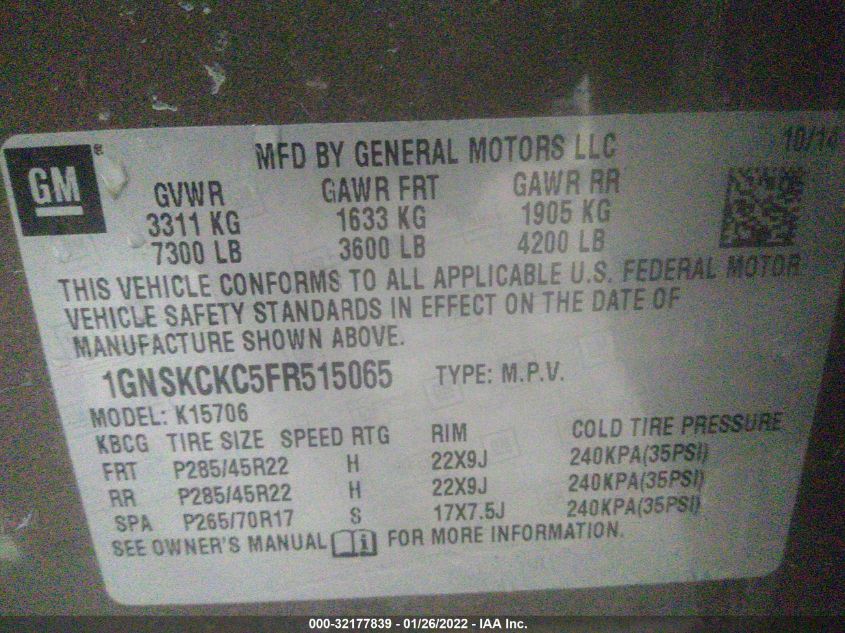 GM ® MFD BY GENERAL MOTORS LLC 10/14
GVWR GAWR FRT GAWR RR
3311 KG 1633 KG 1905 KG
7300 LB 3600 LB 4200 LB
THIS VEHICLE CONFORMS TO ALL APPLICABLE U.S. FEDERAL MOTOR
VEHICLE SAFETY STANDARDS IN EFFECT ON THE DATE OF
MANUFACTURE SHOWN ABOVE.
1GNSKCKC5FR515065 TYPE: M.P.V.
MODEL: K15706
KBCG TIRE SIZE SPEED RTG RIM COLD TIRE PRESSURE
FRT P285/45R22 H 22X9J 240KPA(35PSI)
RR P285/45R22 H 22X9J 240KPA(35PSI)
SPA P265/70R17 S 17X7.5J 240KPA(35PSI)
SEE OWNER'S MANUAL i FOR MORE INFORMATION.
000-32177839 - 01/26/2022 - IAA Inc.